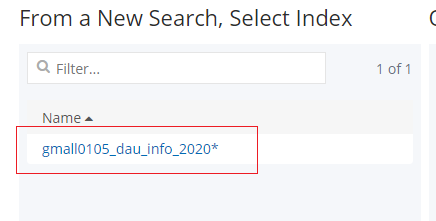 From a New Search, Select Index
Filter...
1 of 1
Name
gmall0105_dau_info_2020*